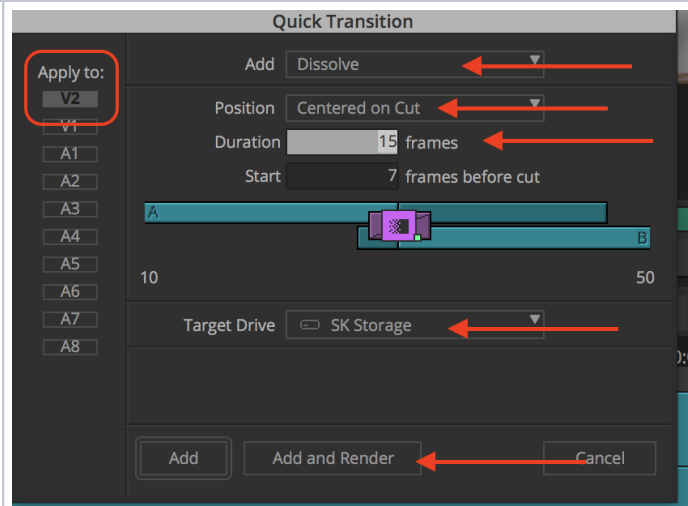 Quick Transition
Apply to:
V2
V1
A1
A2
A3
A4
A5
A6
A7
A8
Add Dissolve
Position Centered on Cut
Duration 15 frames
Start 7 frames before cut
A
B
10 50
Target Drive SK Storage
Add Add and Render Cancel